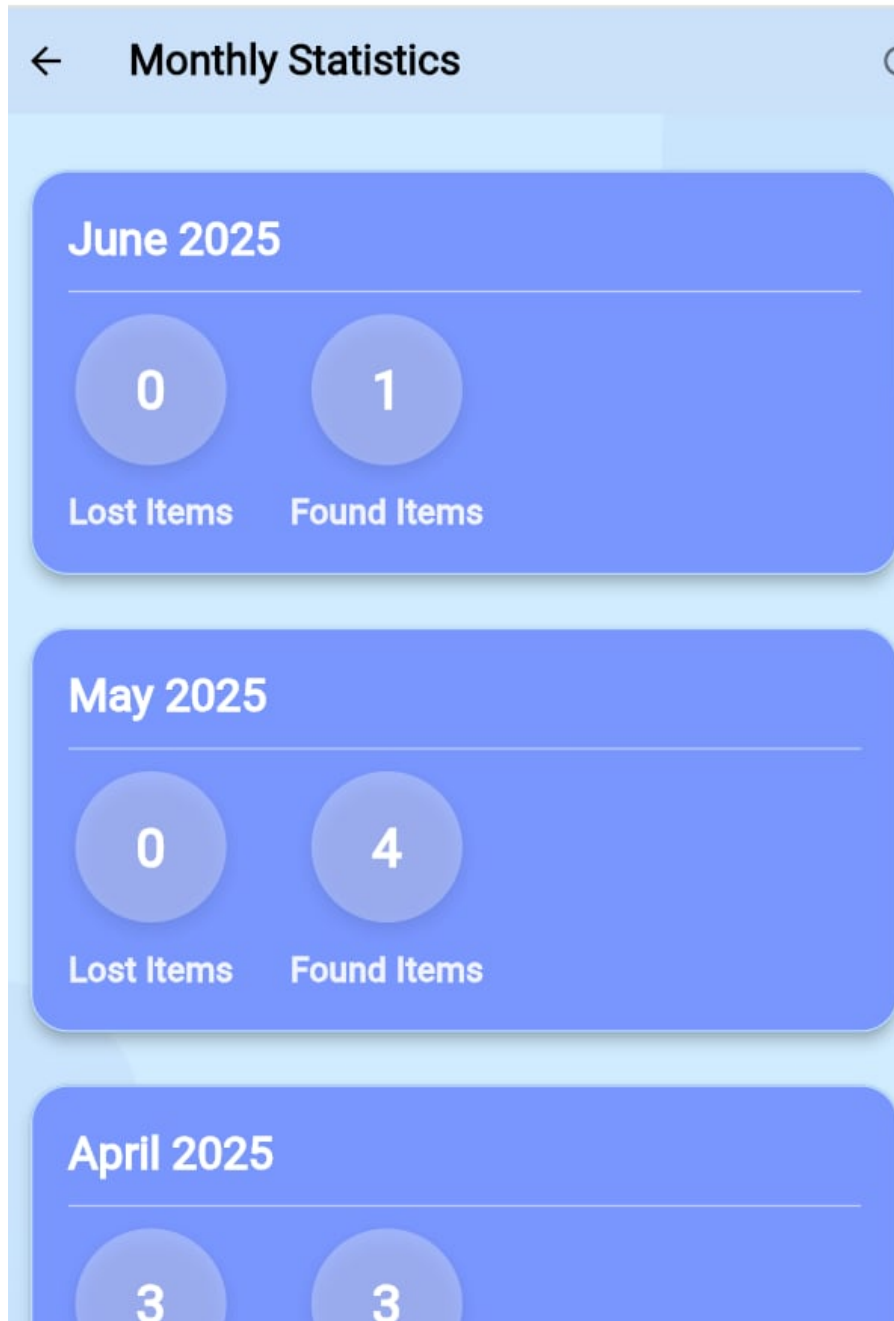 Monthly Statistics
June 2025
0 1
Lost Items Found Items
May 2025
0 4
Lost Items Found Items
April 2025
3 3